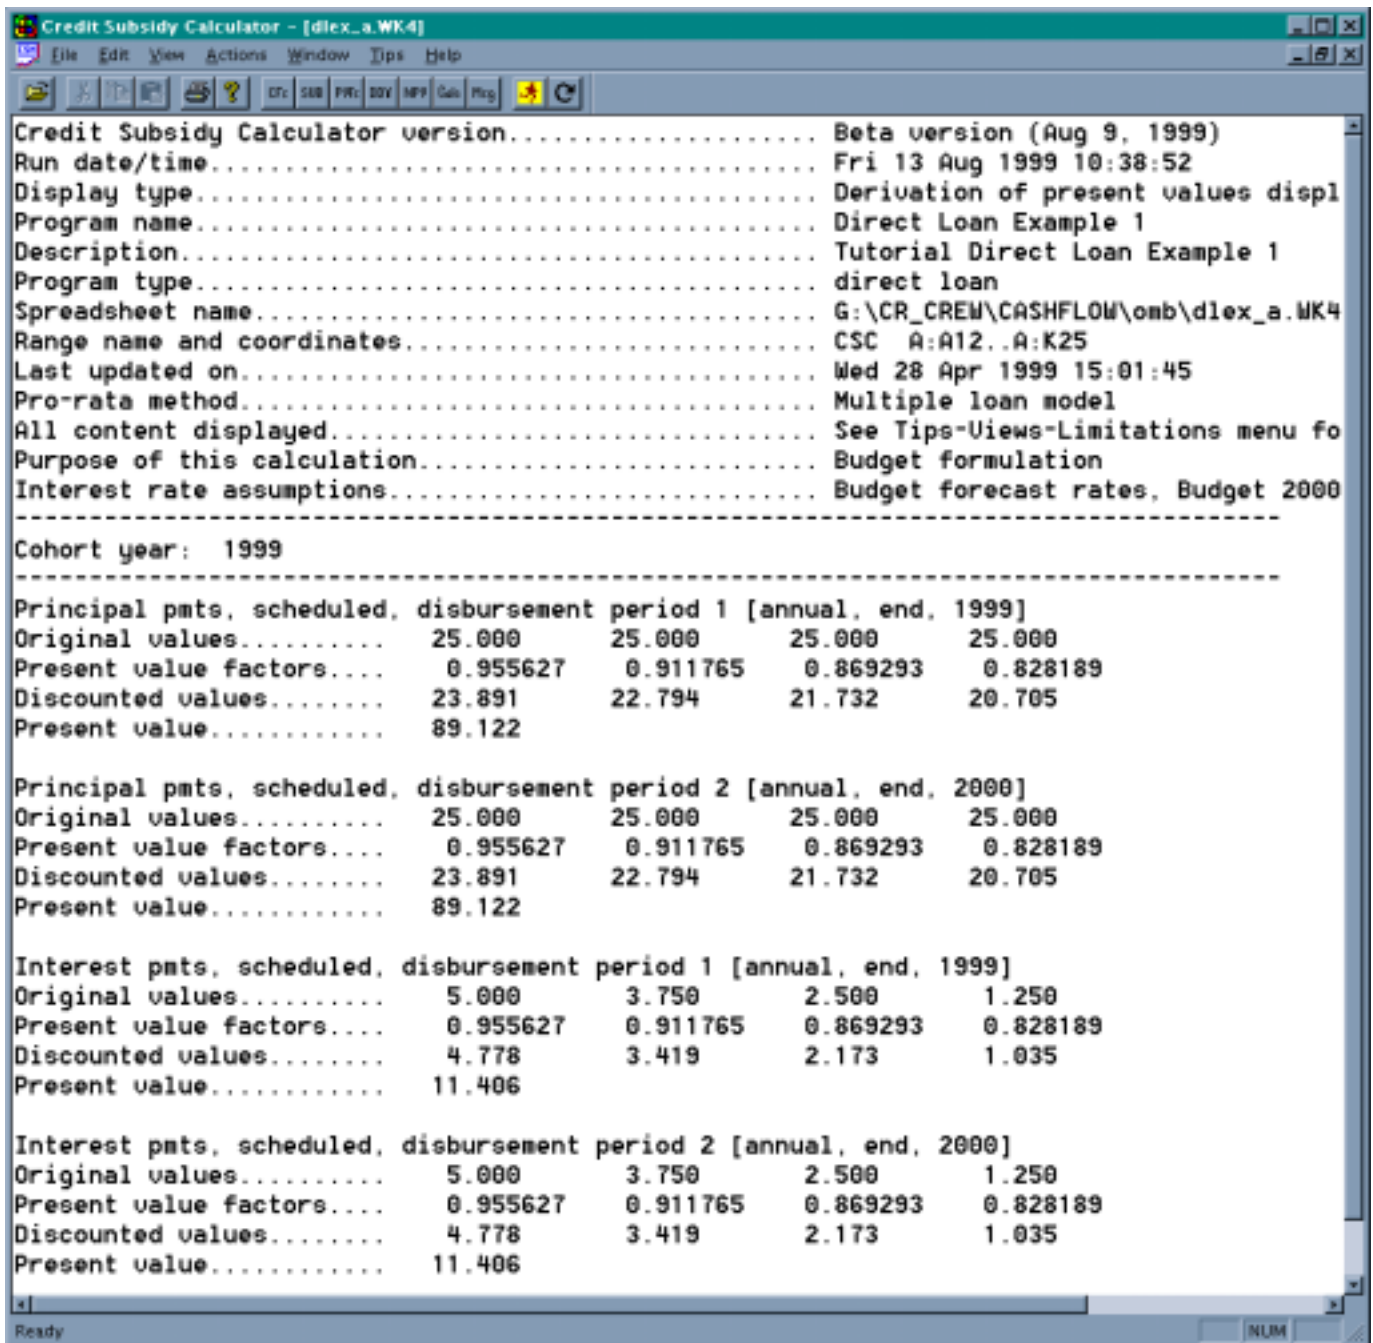 Credit Subsidy Calculator - [dlex_a.WK4]
File Edit View Actions Window Tips Help
CFc SUB PMTc DDV NPV Calc Msg
Credit Subsidy Calculator version..................... Beta version (Aug 9, 1999)
Run date/time......................................... Fri 13 Aug 1999 10:38:52
Display type.......................................... Derivation of present values displ
Program name.......................................... Direct Loan Example 1
Description........................................... Tutorial Direct Loan Example 1
Program type.......................................... direct loan
Spreadsheet name...................................... G:\CR_CREW\CASHFLOW\omb\dlex_a.WK4
Range name and coordinates............................ CSC A:A12..A:K25
Last updated on....................................... Wed 28 Apr 1999 15:01:45
Pro-rata method....................................... Multiple loan model
All content displayed................................. See Tips-Views-Limitations menu fo
Purpose of this calculation........................... Budget formulation
Interest rate assumptions............................. Budget forecast rates, Budget 2000
-------------------------------------------------------------------------------------
Cohort year: 1999
-------------------------------------------------------------------------------------
Principal pmts, scheduled, disbursement period 1 [annual, end, 1999]
Original values.......... 25.000 25.000 25.000 25.000
Present value factors.... 0.955627 0.911765 0.869293 0.828189
Discounted values........ 23.891 22.794 21.732 20.705
Present value............ 89.122
Principal pmts, scheduled, disbursement period 2 [annual, end, 2000]
Original values.......... 25.000 25.000 25.000 25.000
Present value factors.... 0.955627 0.911765 0.869293 0.828189
Discounted values........ 23.891 22.794 21.732 20.705
Present value............ 89.122
Interest pmts, scheduled, disbursement period 1 [annual, end, 1999]
Original values.......... 5.000 3.750 2.500 1.250
Present value factors.... 0.955627 0.911765 0.869293 0.828189
Discounted values........ 4.778 3.419 2.173 1.035
Present value............ 11.406
Interest pmts, scheduled, disbursement period 2 [annual, end, 2000]
Original values.......... 5.000 3.750 2.500 1.250
Present value factors.... 0.955627 0.911765 0.869293 0.828189
Discounted values........ 4.778 3.419 2.173 1.035
Present value............ 11.406
Ready NUM